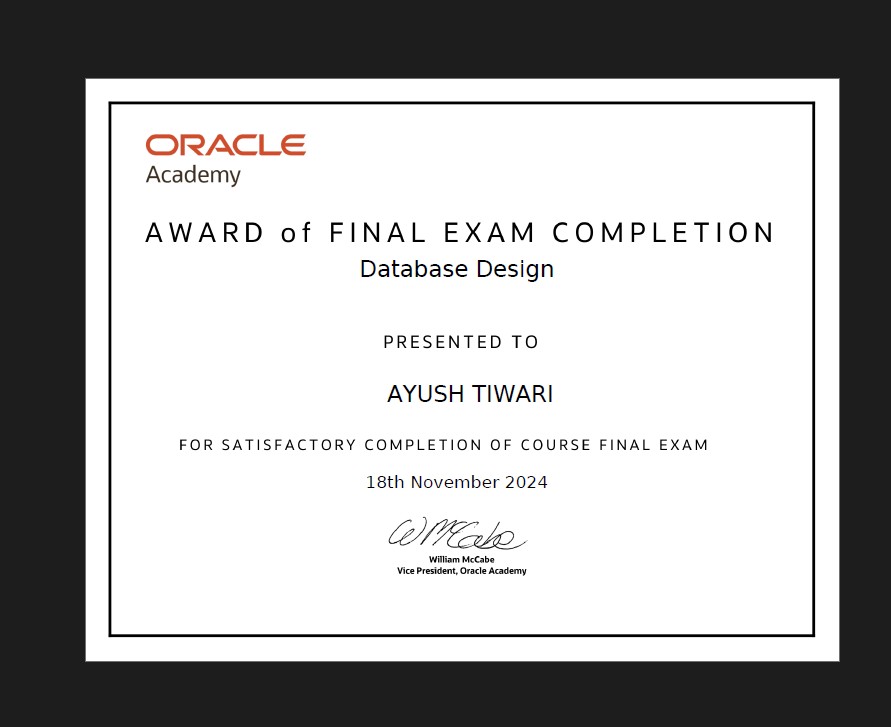 ORACLE
Academy
AWARD of FINAL EXAM COMPLETION
Database Design
PRESENTED TO
AYUSH TIWARI
FOR SATISFACTORY COMPLETION OF COURSE FINAL EXAM
18th November 2024
W McCabe
William McCabe
Vice President, Oracle Academy